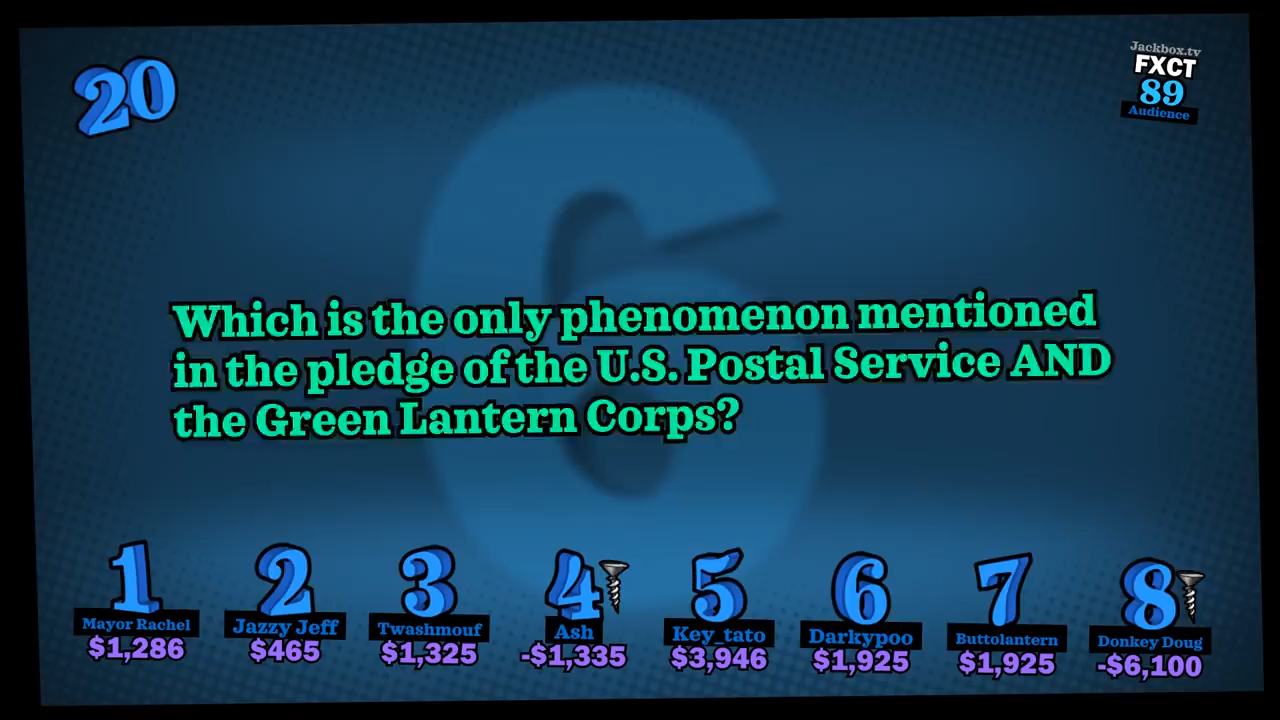 20
Jackbox.tv
FXCT
89
Audience
6
Which is the only phenomenon mentioned
in the pledge of the U.S. Postal Service AND
the Green Lantern Corps?
1 2 3 4 5 6 7 8
Mayor Rachel Jazzy Jeff Twashmouf Ash Key_tato Darkypoo Buttolantern Donkey Doug
$1,286 $465 $1,325 -$1,335 $3,946 $1,925 $1,925 -$6,100